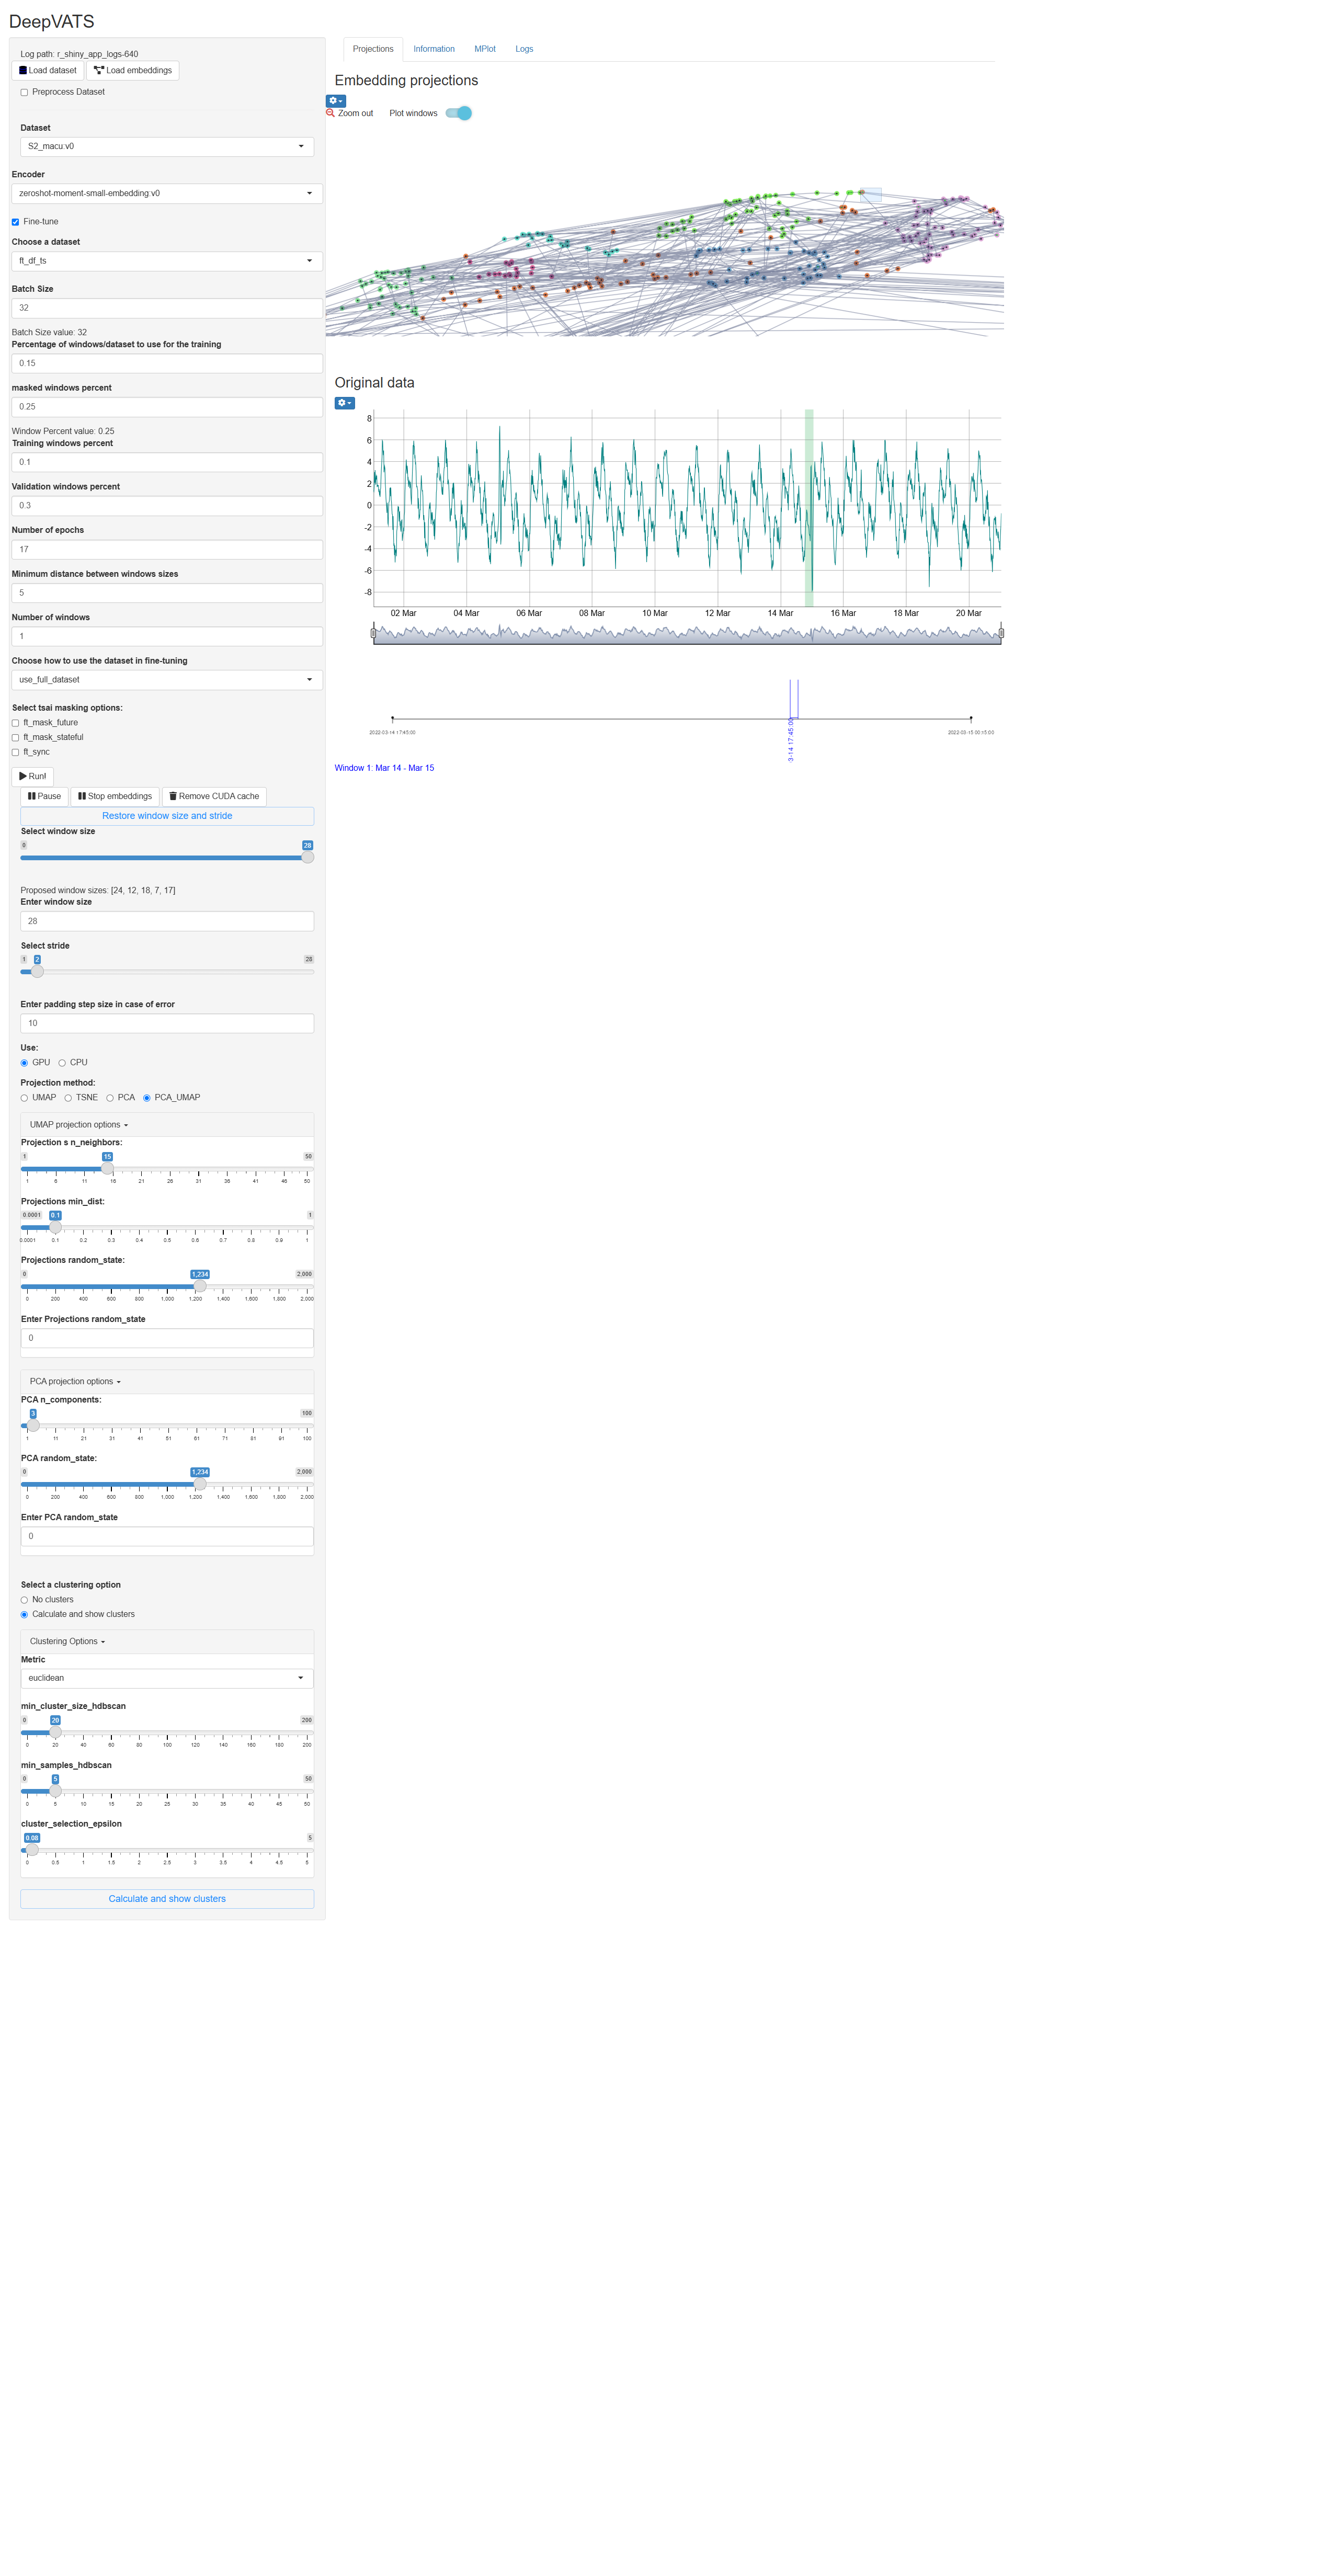 DeepVATS
Log path: r_shiny_app_logs-640
Load dataset Load embeddings
Preprocess Dataset
Dataset
S2_macu:v0
Encoder
zeroshot-moment-small-embedding:v0
Fine-tune
Choose a dataset
ft_df_ts
Batch Size
32
Batch Size value: 32
Percentage of windows/dataset to use for the training
0.15
masked windows percent
0.25
Window Percent value: 0.25
Training windows percent
0.1
Validation windows percent
0.3
Number of epochs
17
Minimum distance between windows sizes
5
Number of windows
1
Choose how to use the dataset in fine-tuning
use_full_dataset
Select tsai masking options:
ft_mask_future
ft_mask_stateful
ft_sync
Run!
Pause Stop embeddings Remove CUDA cache
Restore window size and stride
Select window size
0 28
Proposed window sizes: [24, 12, 18, 7, 17]
Enter window size
28
Select stride
1 2 28
Enter padding step size in case of error
10
Use:
GPU CPU
Projection method:
UMAP TSNE PCA PCA_UMAP
UMAP projection options
Projection s n_neighbors:
1 15 50
1 6 11 16 21 26 31 36 41 46 50
Projections min_dist:
0.0001 0.1 1
0.0001 0.1 0.2 0.3 0.4 0.5 0.6 0.7 0.8 0.9 1
Projections random_state:
0 1,234 2,000
0 200 400 600 800 1,000 1,200 1,400 1,600 1,800 2,000
Enter Projections random_state
0
PCA projection options
PCA n_components:
3 100
1 11 21 31 41 51 61 71 81 91 100
PCA random_state:
0 1,234 2,000
0 200 400 600 800 1,000 1,200 1,400 1,600 1,800 2,000
Enter PCA random_state
0
Select a clustering option
No clusters
Calculate and show clusters
Clustering Options
Metric
euclidean
min_cluster_size_hdbscan
0 20 200
0 20 40 60 80 100 120 140 160 180 200
min_samples_hdbscan
0 5 50
0 5 10 15 20 25 30 35 40 45 50
cluster_selection_epsilon
0.08 5
0 0.5 1 1.5 2 2.5 3 3.5 4 4.5 5
Calculate and show clusters
Projections Information MPlot Logs
Embedding projections
Zoom out Plot windows
Original data
8
6
4
2
0
-2
-4
-6
-8
02 Mar 04 Mar 06 Mar 08 Mar 10 Mar 12 Mar 14 Mar 16 Mar 18 Mar 20 Mar
2022-03-14 17:45:00 3-14 17:45:00 2022-03-15 00:15:00
Window 1: Mar 14 - Mar 15